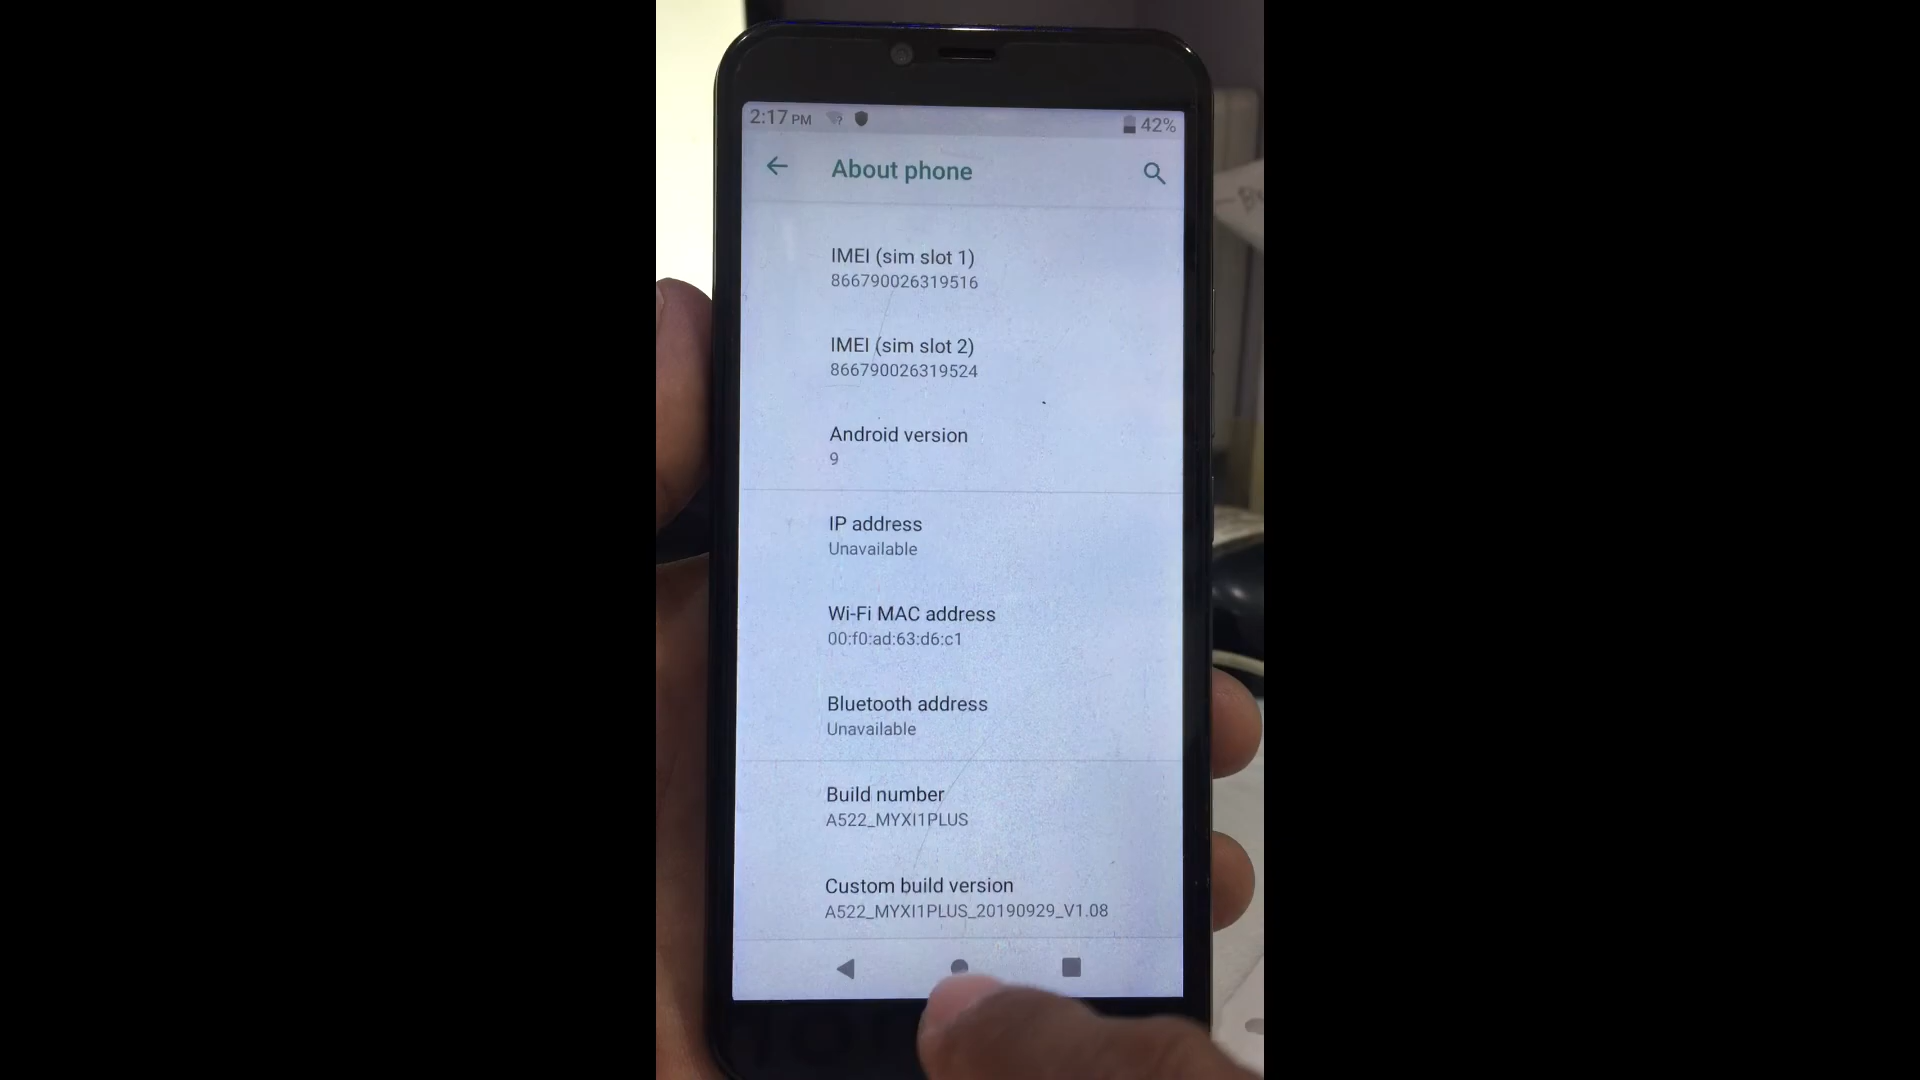 2:17 PM
42%
About phone
IMEI (sim slot 1)
866790026319516
IMEI (sim slot 2)
866790026319524
Android version
9
IP address
Unavailable
Wi-Fi MAC address
00:f0:ad:63:d6:c1
Bluetooth address
Unavailable
Build number
A522_MYXI1PLUS
Custom build version
A522_MYXI1PLUS_20190929_V1.08